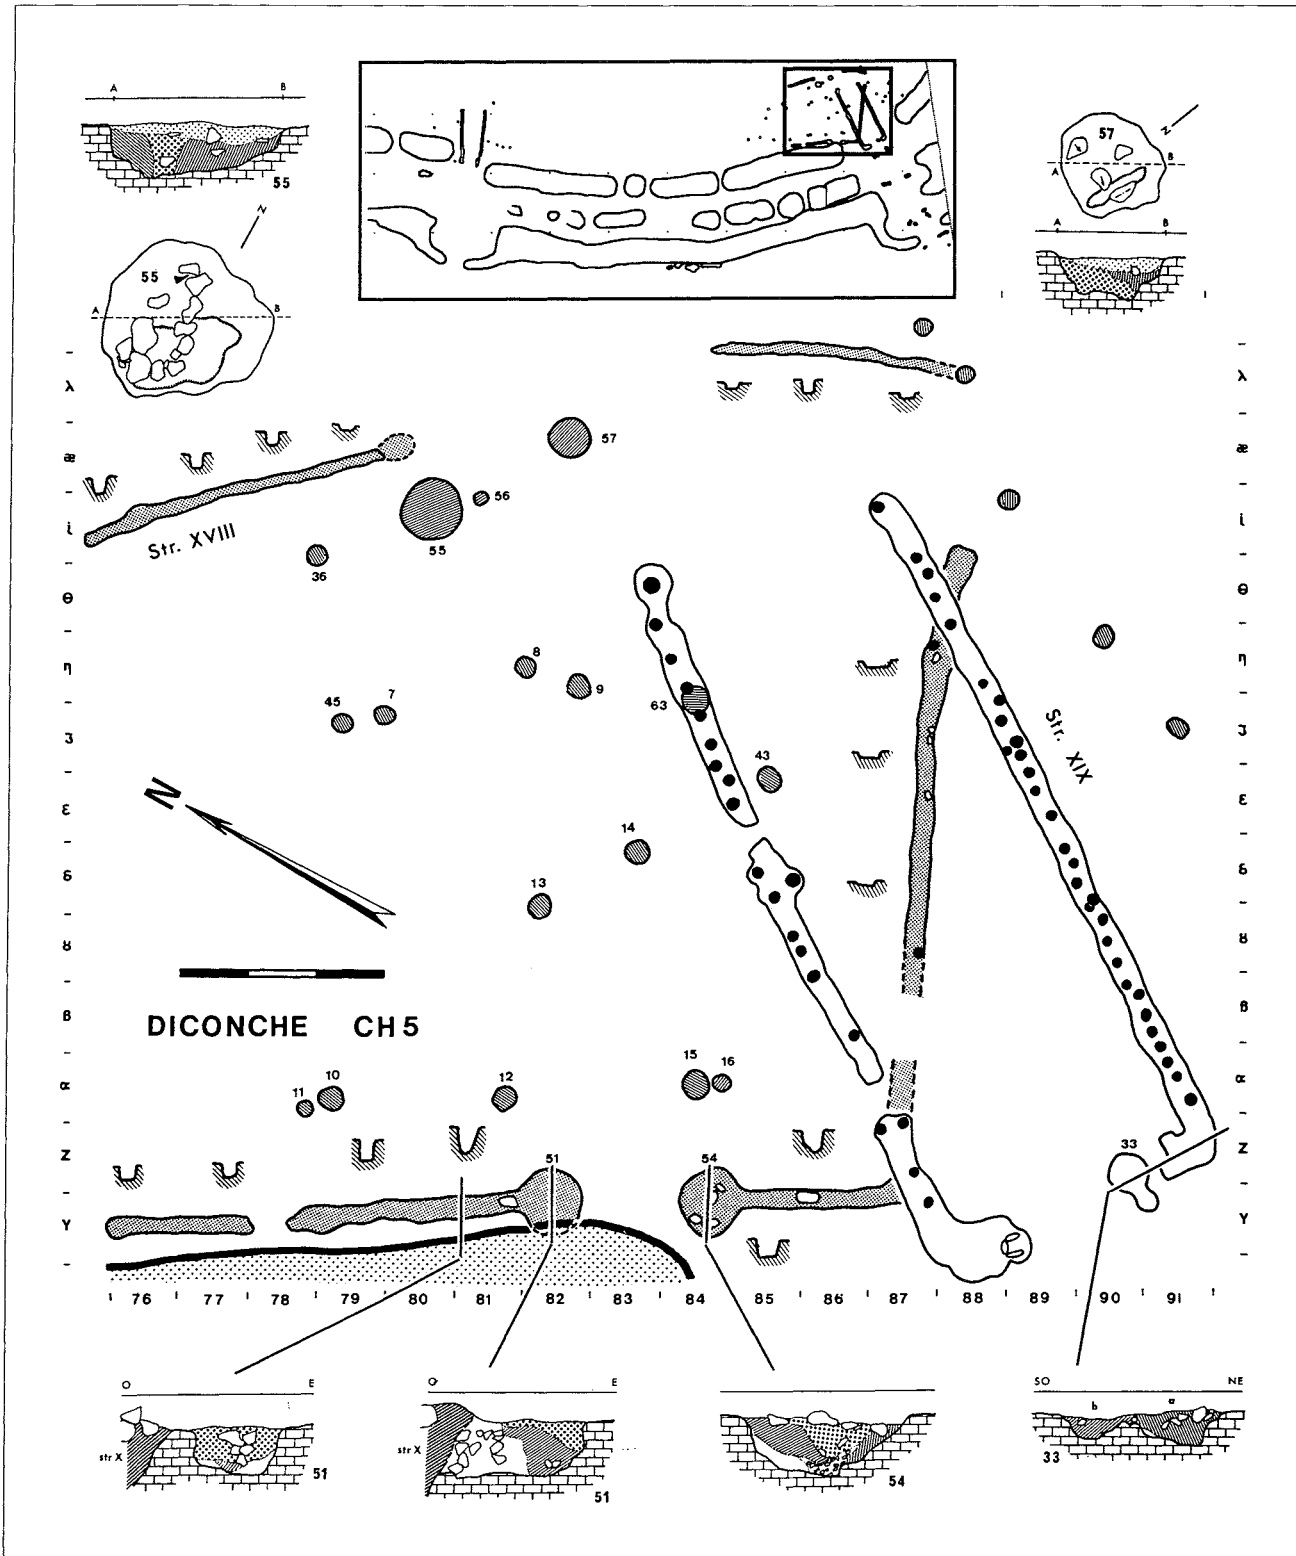 A B
55
N
55
A B
57
N
A B
A B
λ
æ
i
θ
η
ℨ
ε
δ
ȣ
β
α
Z
Y
λ
æ
i
θ
η
ℨ
ε
δ
ȣ
β
α
Z
Y
57
56
55
Str. XVIII
36
8
9
45
7
63
43
14
13
Str. XIX
N
DICONCHE CH5
11
10
12
15
16
51
54
33
76 77 78 79 80 81 82 83 84 85 86 87 88 89 90 91
O E
str X
51
O E
str X
51
54
SO NE
b a
33